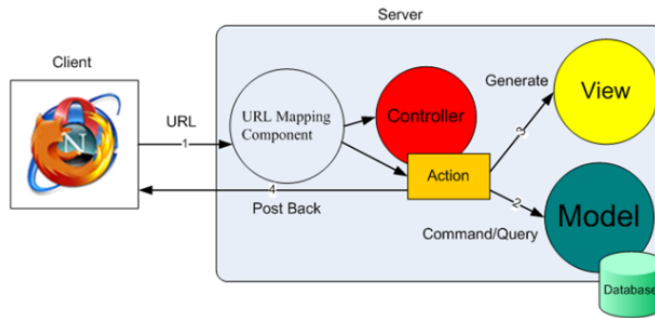 Server
Client
URL
1
N
URL Mapping
Component
Controller
Action
Generate
3
View
4
Post Back
2
Command/Query
Model
Database